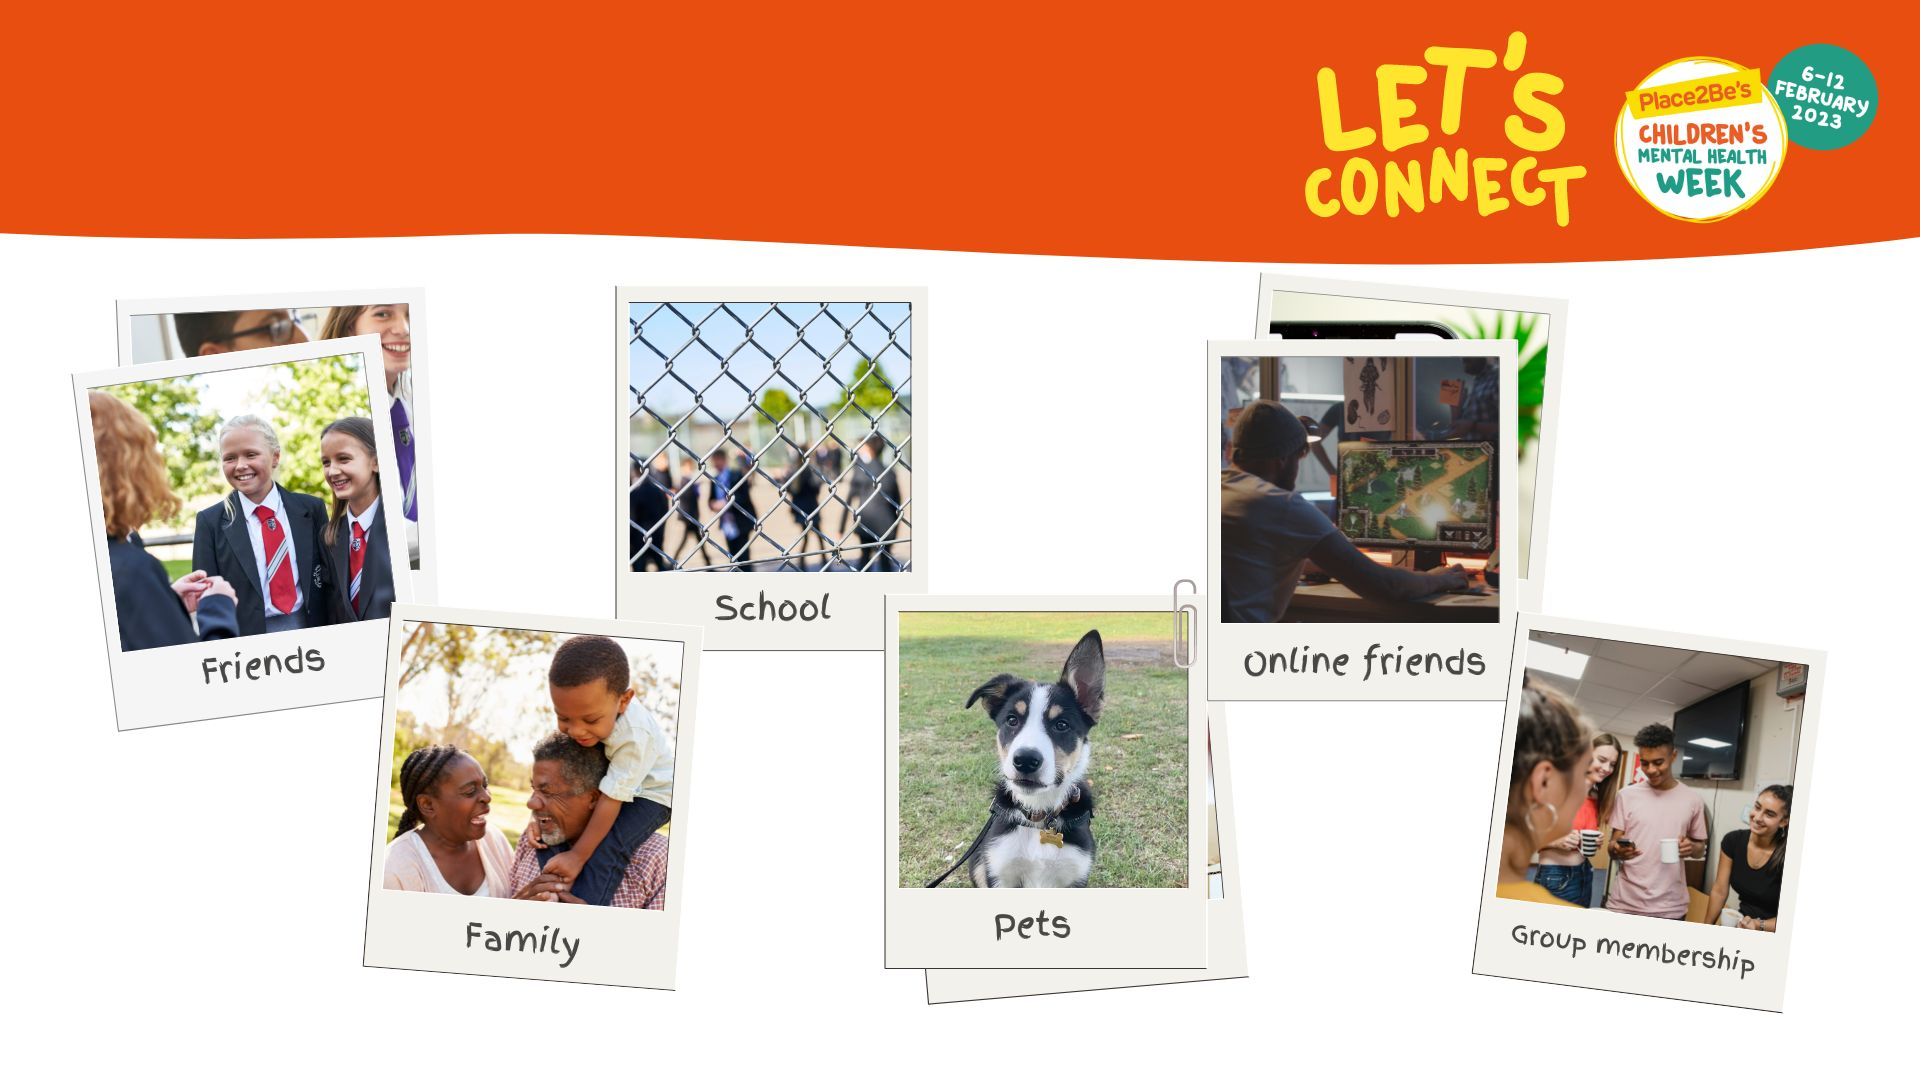 LET'S
CONNECT
Place2Be's
CHILDREN'S
MENTAL HEALTH
WEEK
6-12
FEBRUARY
2023
Friends
School
Online friends
Family
Pets
Group membership